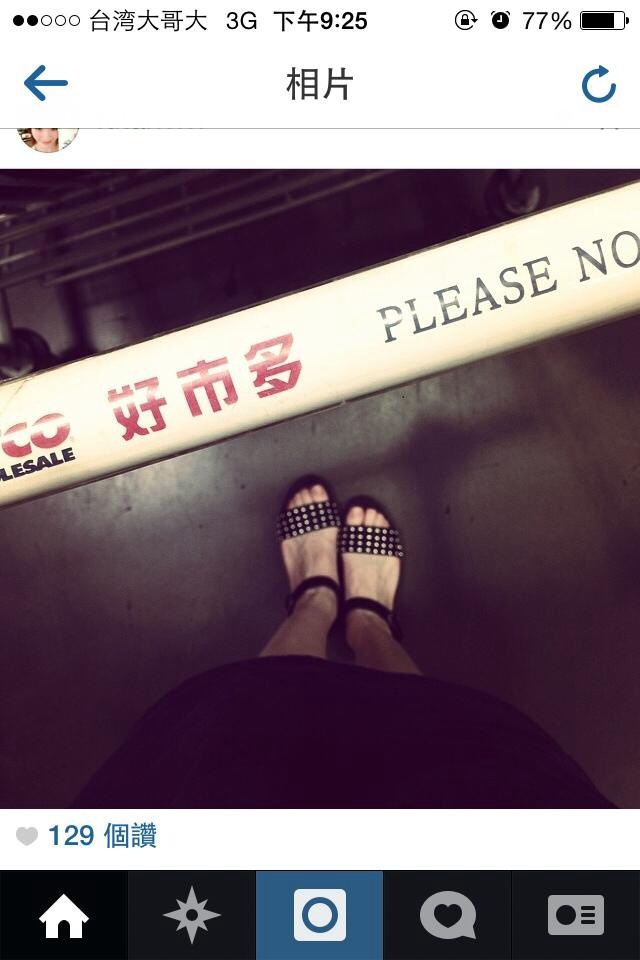 台湾大哥大 3G 下午9:25 77%
相片
PLEASE NO
好市多
CO
LESALE
129 個讚